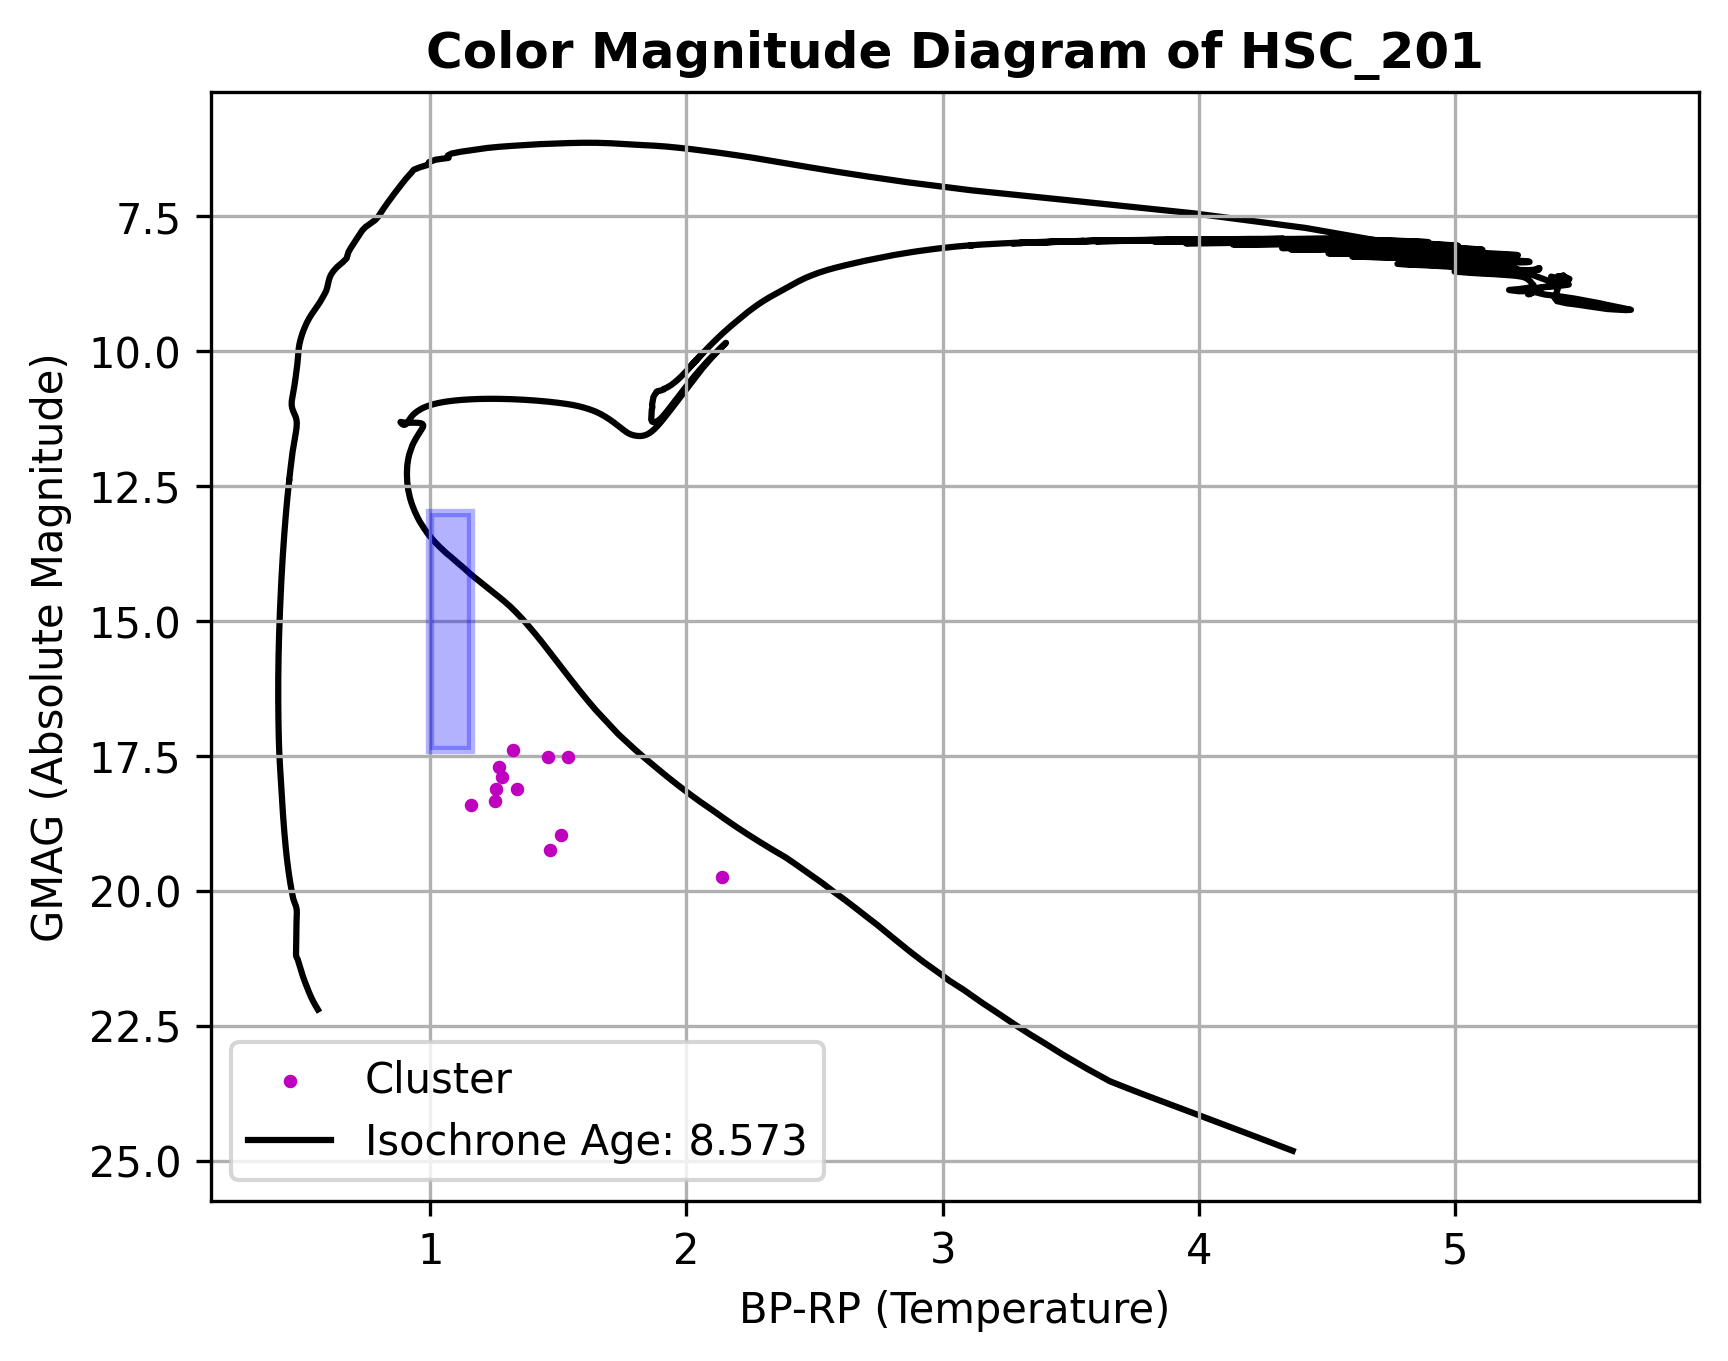 Color Magnitude Diagram of HSC_201
GMAG (Absolute Magnitude)
7.5
10.0
12.5
15.0
17.5
20.0
22.5
25.0
Cluster
Isochrone Age: 8.573
1 2 3 4 5
BP-RP (Temperature)